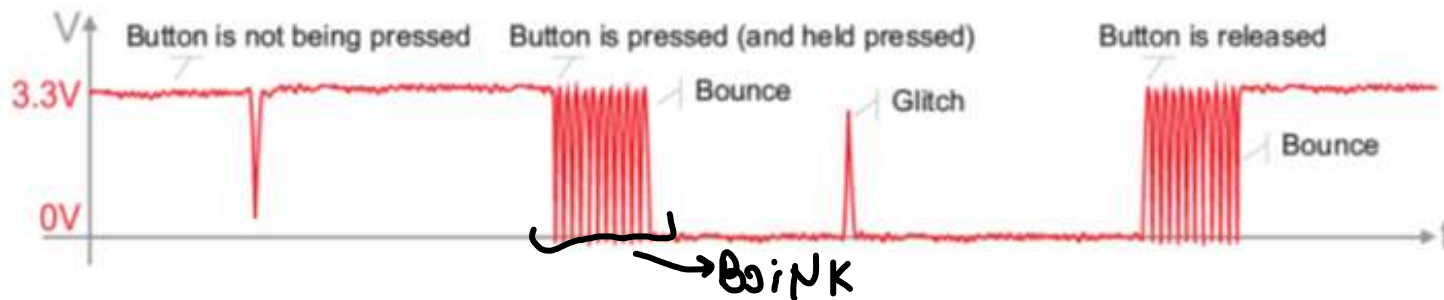 V
Button is not being pressed
Button is pressed (and held pressed)
Button is released
3.3V
Bounce
Glitch
Bounce
0V
t
BOiNK